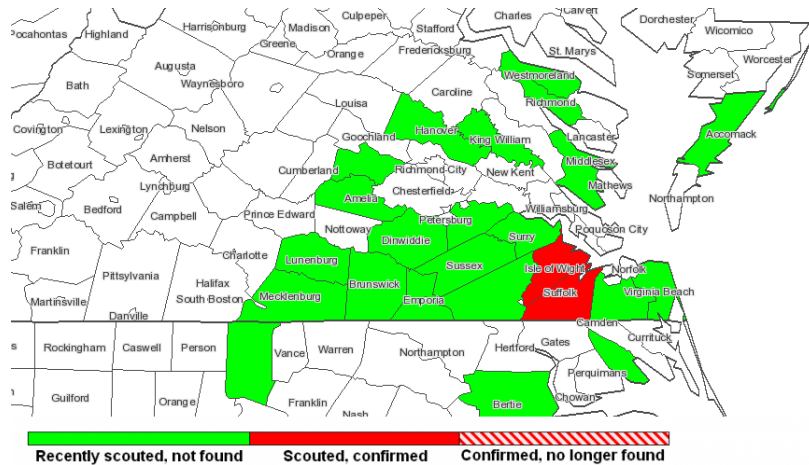 Culpeper
Calvert
Pocahontas
Highland
Harrisonburg
Madison
Stafford
Charles
Dorchester
Wicomico
Greene
Orange
Fredericksburg
St. Marys
Worcester
Augusta
Waynesboro
Westmoreland
Somerset
Bath
Caroline
Richmond
Louisa
Covington
Lexington
Nelson
Goochland
Hanover
King William
Lancaster
Accomack
Botetourt
Amherst
Cumberland
Richmond City
Middlesex
New Kent
Lynchburg
Chesterfield
Mathews
Amelia
Northampton
Salem
Bedford
Campbell
Prince Edward
Petersburg
Williamsburg
Nottoway
Dinwiddie
Surry
Poquoson City
Franklin
Charlotte
Lunenburg
Sussex
Isle of Wight
Norfolk
Pittsylvania
Halifax
Brunswick
Suffolk
Virginia Beach
Martinsville
South Boston
Mecklenburg
Emporia
Danville
Camden
Rockingham
Caswell
Person
Vance
Warren
Northampton
Hertford
Gates
Currituck
Perquimans
Guilford
Orange
Franklin
Nash
Bertie
Chowan
Recently scouted, not found
Scouted, confirmed
Confirmed, no longer found